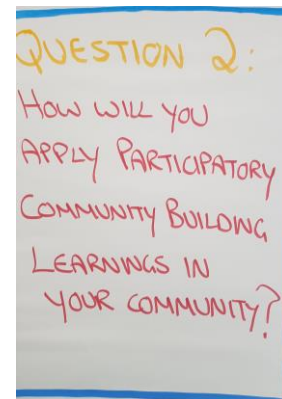 QUESTION 2:
HOW WILL YOU
APPLY PARTICIPATORY
COMMUNITY BUILDING
LEARNINGS IN
YOUR COMMUNITY?